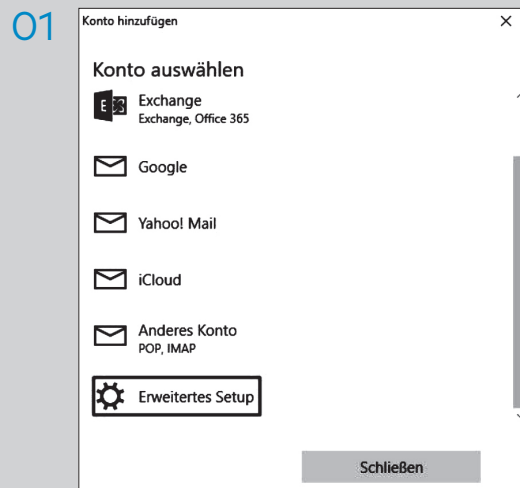 01
Konto hinzufügen
Konto auswählen
Exchange
Exchange, Office 365
Google
Yahoo! Mail
iCloud
Anderes Konto
POP, IMAP
Erweitertes Setup
Schließen